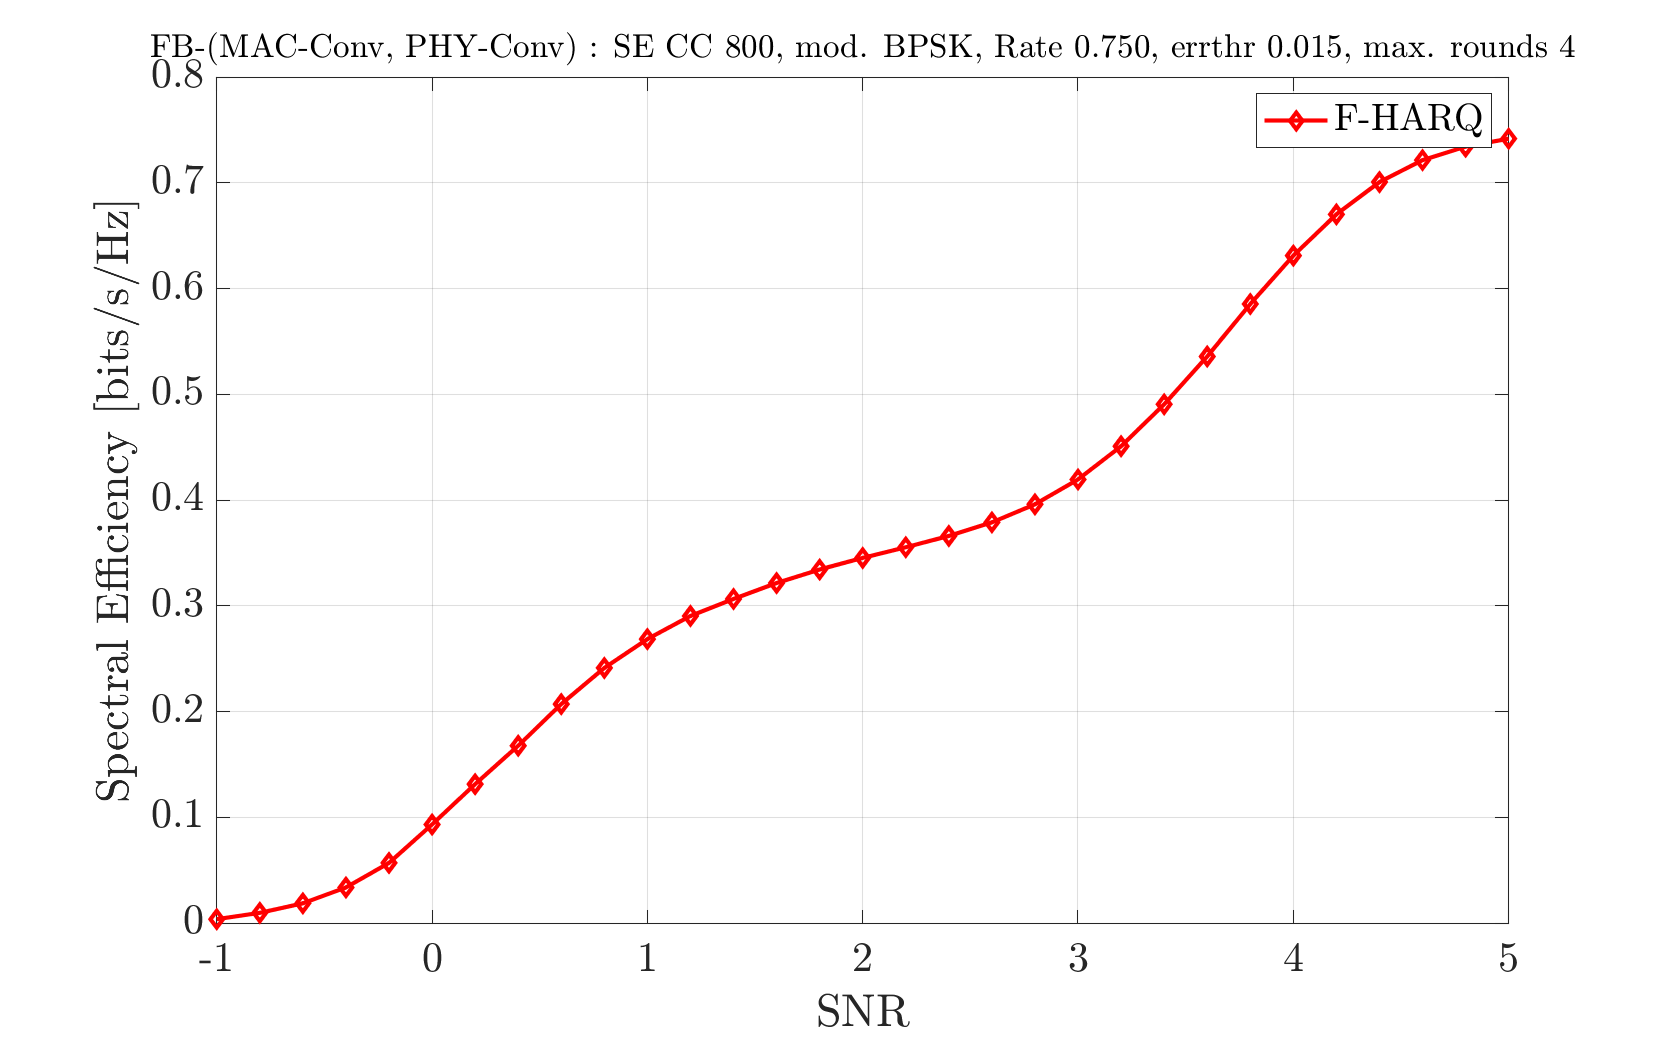 FB-(MAC-Conv, PHY-Conv) : SE CC 800, mod. BPSK, Rate 0.750, errthr 0.015, max. rounds 4
0.8
F-HARQ
0.7
0.6
0.5
0.4
0.3
0.2
0.1
0
Spectral Efficiency [bits/s/Hz]
-1 0 1 2 3 4 5
SNR